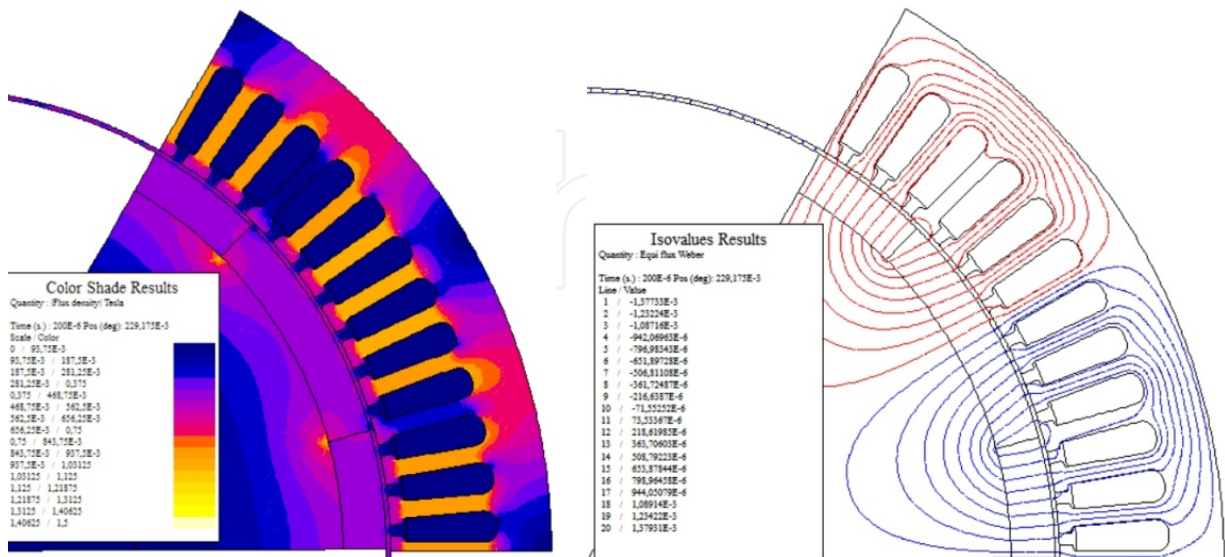 Color Shade Results
Quantity : |Flux density| Tesla
Time (s.) : 200E-6 Pos (deg): 229,175E-3
Scale / Color
0 / 93,75E-3
93,75E-3 / 187,5E-3
187,5E-3 / 281,25E-3
281,25E-3 / 0,375
0,375 / 468,75E-3
468,75E-3 / 562,5E-3
562,5E-3 / 656,25E-3
656,25E-3 / 0,75
0,75 / 843,75E-3
843,75E-3 / 937,5E-3
937,5E-3 / 1,03125
1,03125 / 1,125
1,125 / 1,21875
1,21875 / 1,3125
1,3125 / 1,40625
1,40625 / 1,5
Isovalues Results
Quantity : Equi flux Weber
Time (s.) : 200E-6 Pos (deg): 229,175E-3
Line / Value
1 / -1,37733E-3
2 / -1,23224E-3
3 / -1,08716E-3
4 / -942,06963E-6
5 / -796,98343E-6
6 / -651,89728E-6
7 / -506,81108E-6
8 / -361,72487E-6
9 / -216,6387E-6
10 / -71,55252E-6
11 / 73,53367E-6
12 / 218,61985E-6
13 / 363,70603E-6
14 / 508,79223E-6
15 / 653,87844E-6
16 / 798,96458E-6
17 / 944,05079E-6
18 / 1,08914E-3
19 / 1,23422E-3
20 / 1,37931E-3